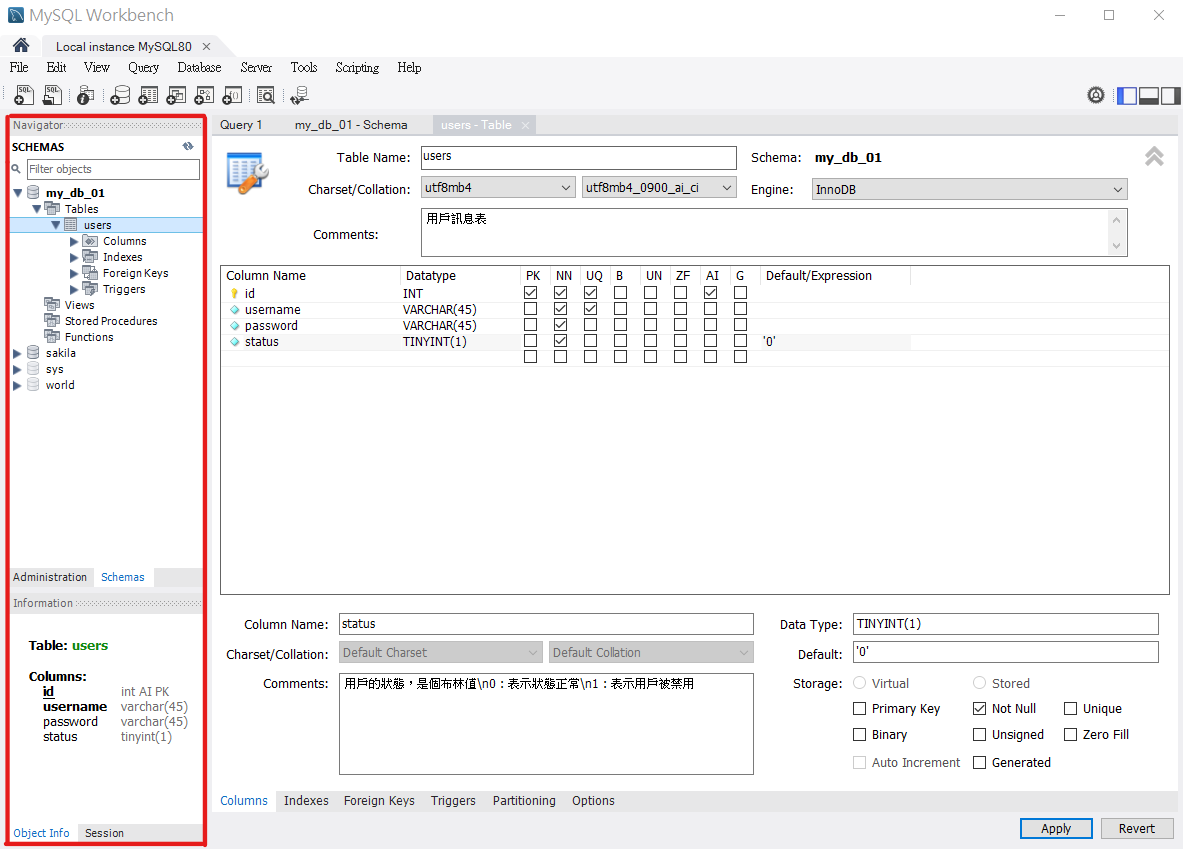 MySQL Workbench
Local instance MySQL80
File Edit View Query Database Server Tools Scripting Help
Navigator
SCHEMAS
Filter objects
my_db_01
Tables
users
Columns
Indexes
Foreign Keys
Triggers
Views
Stored Procedures
Functions
sakila
sys
world
Administration Schemas
Information
Table: users
Columns:
id int AI PK
username varchar(45)
password varchar(45)
status tinyint(1)
Object Info Session
Query 1 my_db_01 - Schema users - Table
Table Name: users Schema: my_db_01
Charset/Collation: utf8mb4 utf8mb4_0900_ai_ci Engine: InnoDB
Comments: 用戶訊息表
Column Name Datatype PK NN UQ B UN ZF AI G Default/Expression
id INT
username VARCHAR(45)
password VARCHAR(45)
status TINYINT(1) '0'
Column Name: status Data Type: TINYINT(1)
Charset/Collation: Default Charset Default Collation Default: '0'
Comments: 用戶的狀態，是個布林值\n0：表示狀態正常\n1：表示用戶被禁用 Storage: Virtual Stored
Primary Key Not Null Unique
Binary Unsigned Zero Fill
Auto Increment Generated
Columns Indexes Foreign Keys Triggers Partitioning Options
Apply Revert